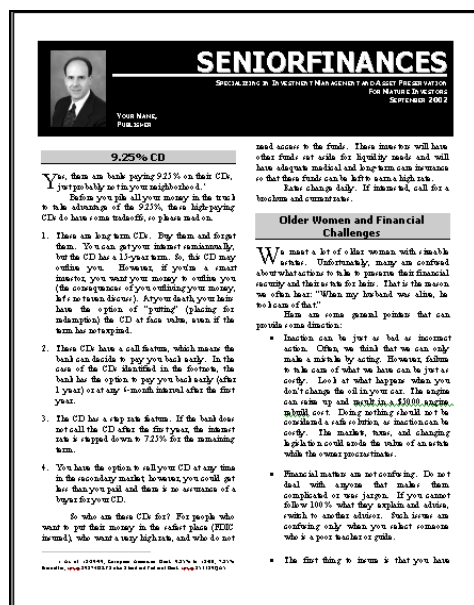 SENIORFINANCES
SPECIALIZING IN INVESTMENT MANAGEMENT AND ASSET PRESERVATION
FOR MATURE INVESTORS
SEPTEMBER 2002
YOUR NAME,
PUBLISHER
9.25% CD
Yes, there are banks paying 9.25% on their CDs,
just probably not in your neighborhood.¹
Before you pile all your money in the truck
to take advantage of the 9.25%, these high-paying
CDs do have some tradeoffs, so please read on.
1. These are long term CDs. Buy them and forget
them. You can get your interest semiannually,
but the CD has a 15-year term. So, this CD may
outlive you. However, if you're a smart
investor, you want your money to outlive you
(the consequences of you outliving your money,
let's not even discuss). At your death, your heirs
have the option of "putting" (placing for
redemption) the CD at face value, even if the
term has not expired.
2. These CDs have a call feature, which means the
bank can decide to pay you back early. In the
case of the CDs identified in the footnote, the
bank has the option to pay you back early (after
1 year) or at any 6-month interval after the first
year.
3. The CD has a step rate feature. If the bank does
not call the CD after the first year, the interest
rate is stepped down to 7.25% for the remaining
term.
4. You have the option to sell your CD at any time
in the secondary market; however, you could get
less than you paid and there is no assurance of a
buyer for your CD.
So who are these CDs for? For people who
want to put their money in the safest place (FDIC
insured), who want a very high rate, and who do not
need access to the funds. These investors will have
other funds set aside for liquidity needs and will
have adequate medical and long-term care insurance
so that these funds can be left to earn a high rate.
Rates change daily. If interested, call for a
brochure and current rates.
Older Women and Financial
Challenges
We meet a lot of older women with sizeable
estates. Unfortunately, many are confused
about what actions to take to preserve their financial
security and their estate for heirs. That is the reason
we often hear: "When my husband was alive, he
took care of that."
Here are some general pointers that can
provide some direction:
• Inaction can be just as bad as incorrect
action. Often, we think that we can only
make a mistake by acting. However, failure
to take care of what we have can be just as
costly. Look at what happens when you
don't change the oil in your car. The engine
can seize up and result in a $3000 engine
rebuild cost. Doing nothing should not be
considered a safe solution, as inaction can be
costly. The market, taxes, and changing
legislation could erode the value of an estate
while the owner procrastinates.
• Financial matters are not confusing. Do not
deal with anyone that makes them
complicated or uses jargon. If you cannot
follow 100% what they explain and advise,
switch to another advisor. Such issues are
confusing only when you select someone
who is a poor teacher or guide.
• The first thing to insure is that you have